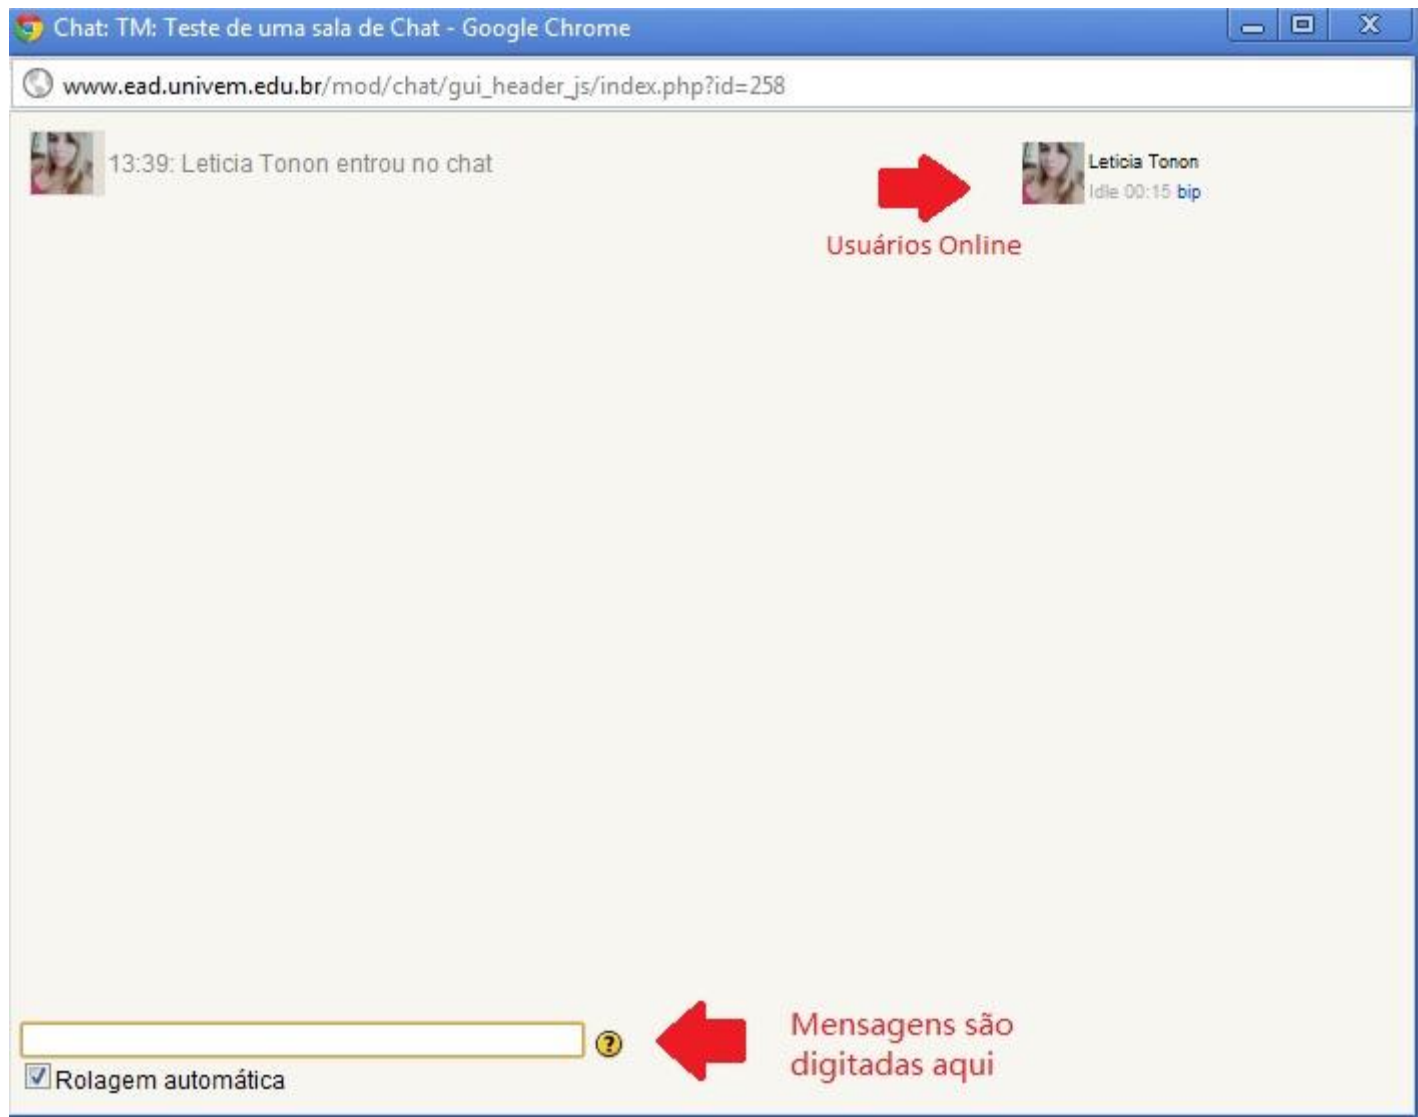 Chat: TM: Teste de uma sala de Chat - Google Chrome
www.ead.univem.edu.br/mod/chat/gui_header_js/index.php?id=258
13:39: Leticia Tonon entrou no chat
Leticia Tonon
Idle 00:15 bip
Usuários Online
?
Mensagens são
digitadas aqui
Rolagem automática